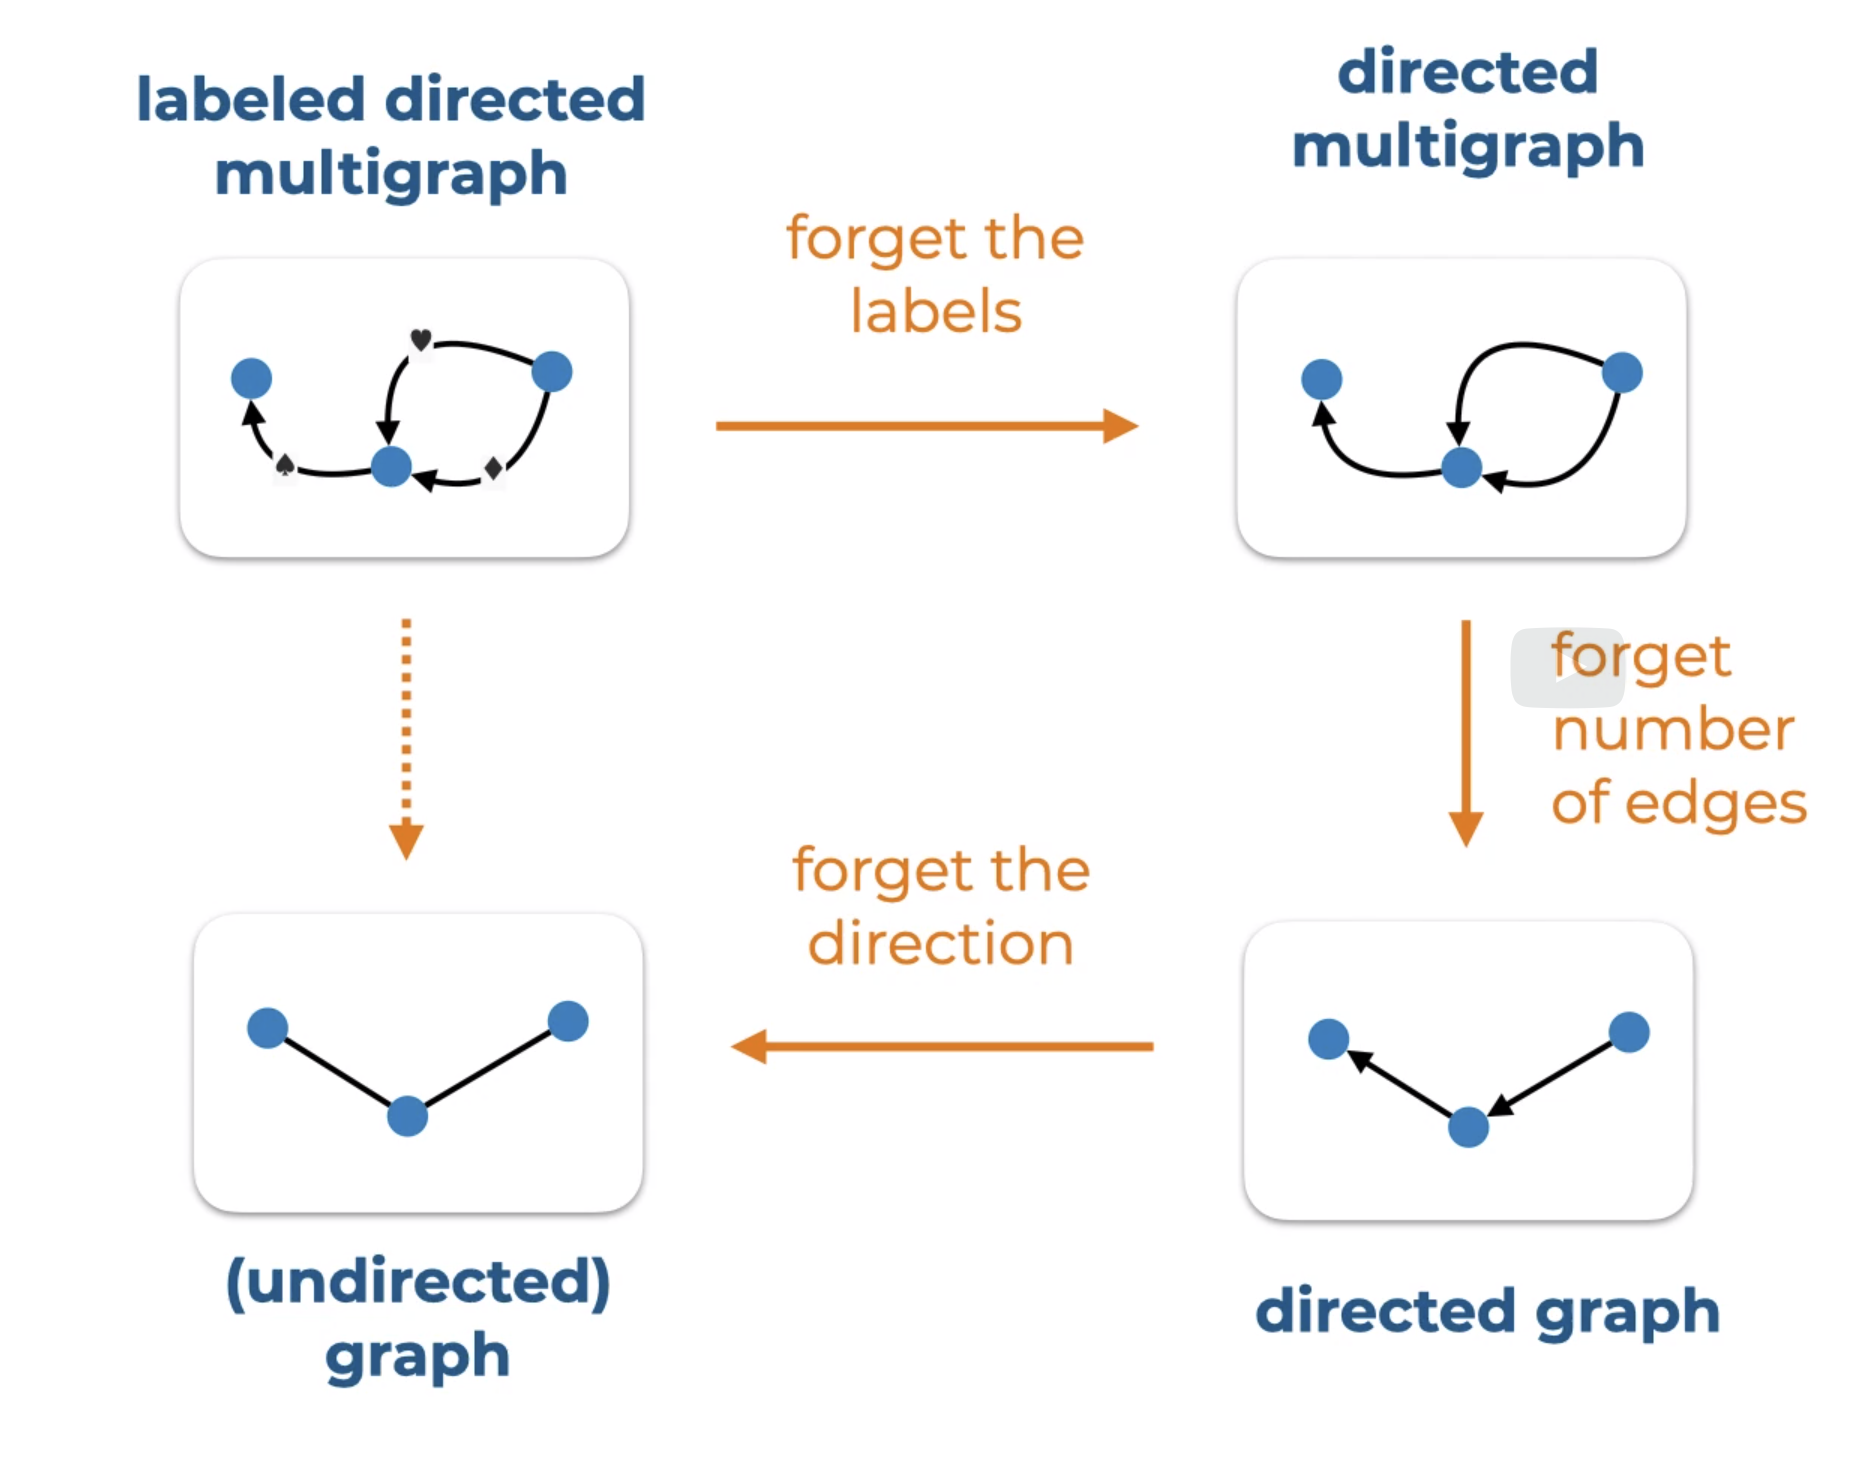 labeled directed
multigraph
directed
multigraph
forget the
labels
♥
♠
♦
forget
number
of edges
forget the
direction
(undirected)
graph
directed graph